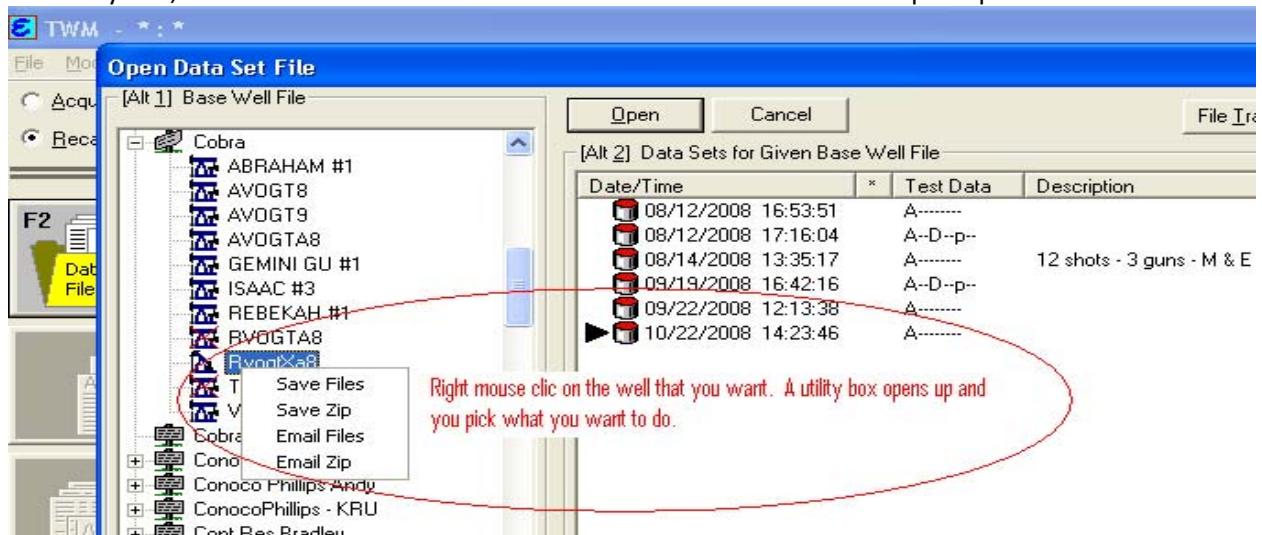 TWM - * : *
File Mod
Open Data Set File
Acqu
Reca
[Alt 1] Base Well File
Open
Cancel
File Tra
[Alt 2] Data Sets for Given Base Well File
Cobra
ABRAHAM #1
AVOGT8
AVOGT9
AVOGTA8
GEMINI GU #1
ISAAC #3
REBEKAH #1
RVOGTA8
RvogtXa8
T
V
Cobra
Cono
Conoco Phillips Andy
ConocoPhillips - KRU
Cont Res Bradley
Save Files
Save Zip
Email Files
Email Zip
Date/Time * Test Data Description
08/12/2008 16:53:51 A--------
08/12/2008 17:16:04 A--D--p--
08/14/2008 13:35:17 A-------- 12 shots - 3 guns - M & E
09/19/2008 16:42:16 A--D--p--
09/22/2008 12:13:38 A--------
10/22/2008 14:23:46 A--------
F2
Dat
File
A
Right mouse clic on the well that you want. A utility box opens up and
you pick what you want to do.